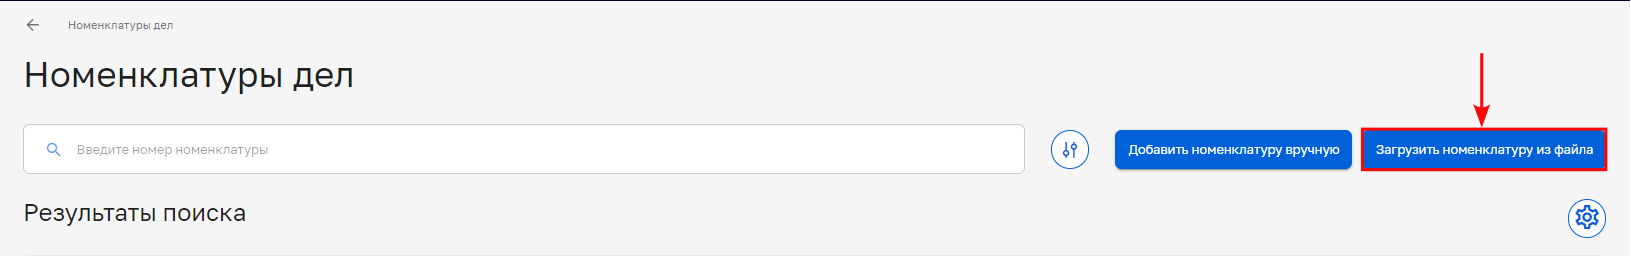 Номенклатуры дел
Номенклатуры дел
Введите номер номенклатуры
Добавить номенклатуру вручную
Загрузить номенклатуру из файла
Результаты поиска